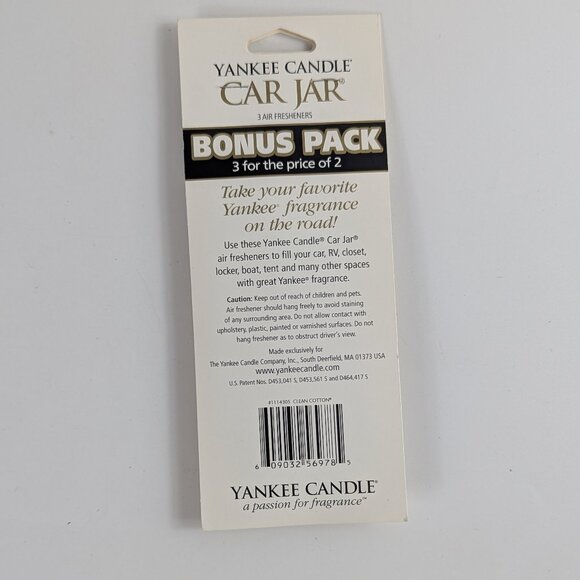 YANKEE CANDLE®
CAR JAR®
3 AIR FRESHENERS
BONUS PACK
3 for the price of 2
Take your favorite
Yankee® fragrance
on the road!
Use these Yankee Candle® Car Jar®
air fresheners to fill your car, RV, closet,
locker, boat, tent and many other spaces
with great Yankee® fragrance.
Caution: Keep out of reach of children and pets.
Air freshener should hang freely to avoid staining
of any surrounding area. Do not allow contact with
upholstery, plastic, painted or varnished surfaces. Do not
hang freshener as to obstruct driver's view.
Made exclusively for
The Yankee Candle Company, Inc., South Deerfield, MA 01373 USA
www.yankeecandle.com
U.S. Patent Nos. D453,041 S, D453,561 S and D464,417 S
#1114305 CLEAN COTTON®
6 09032 56978 5
YANKEE CANDLE®
a passion for fragrance™